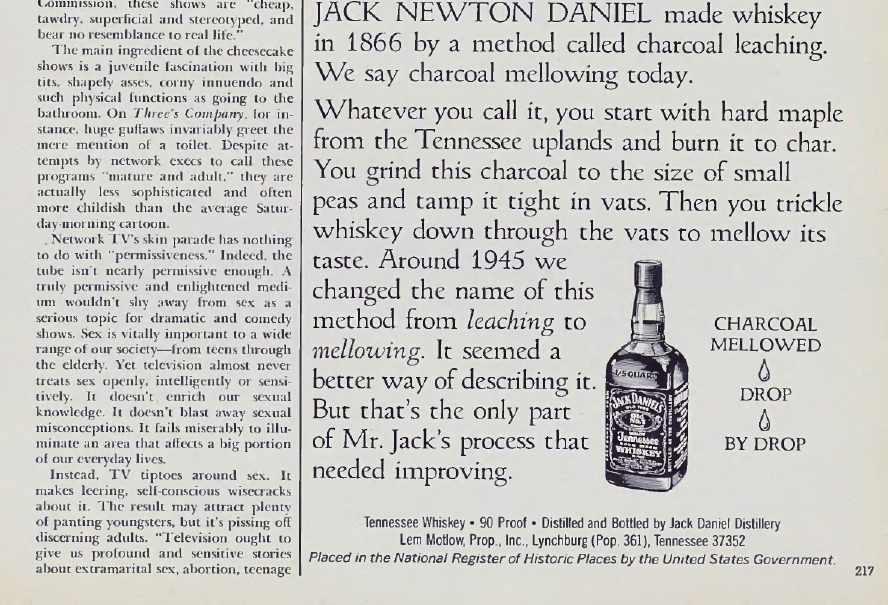 Commission, these shows are "cheap,
tawdry, superficial and stereotyped, and
bear no resemblance to real life."
The main ingredient of the cheesecake
shows is a juvenile fascination with big
tits, shapely asses, corny innuendo and
such physical functions as going to the
bathroom. On Three's Company, for in-
stance, huge guffaws invariably greet the
mere mention of a toilet. Despite at-
tempts by network execs to call these
programs "mature and adult," they are
actually less sophisticated and often
more childish than the average Satur-
day-morning cartoon.
Network TV's skin parade has nothing
to do with "permissiveness." Indeed, the
tube isn't nearly permissive enough. A
truly permissive and enlightened medi-
um wouldn't shy away from sex as a
serious topic for dramatic and comedy
shows. Sex is vitally important to a wide
range of our society—from teens through
the elderly. Yet television almost never
treats sex openly, intelligently or sensi-
tively. It doesn't enrich our sexual
knowledge. It doesn't blast away sexual
misconceptions. It fails miserably to illu-
minate an area that affects a big portion
of our everyday lives.
Instead, TV tiptoes around sex. It
makes leering, self-conscious wisecracks
about it. The result may attract plenty
of panting youngsters, but it's pissing off
discerning adults. "Television ought to
give us profound and sensitive stories
about extramarital sex, abortion, teenage
JACK NEWTON DANIEL made whiskey
in 1866 by a method called charcoal leaching.
We say charcoal mellowing today.
Whatever you call it, you start with hard maple
from the Tennessee uplands and burn it to char.
You grind this charcoal to the size of small
peas and tamp it tight in vats. Then you trickle
whiskey down through the vats to mellow its
taste. Around 1945 we
changed the name of this
method from leaching to
mellowing. It seemed a
better way of describing it.
But that's the only part
of Mr. Jack's process that
needed improving.
4/5 QUART
JACK DANIEL'S
Tennessee
WHISKEY
CHARCOAL
MELLOWED
DROP
BY DROP
Tennessee Whiskey • 90 Proof • Distilled and Bottled by Jack Daniel Distillery
Lem Motlow, Prop., Inc., Lynchburg (Pop. 361), Tennessee 37352
Placed in the National Register of Historic Places by the United States Government.
217